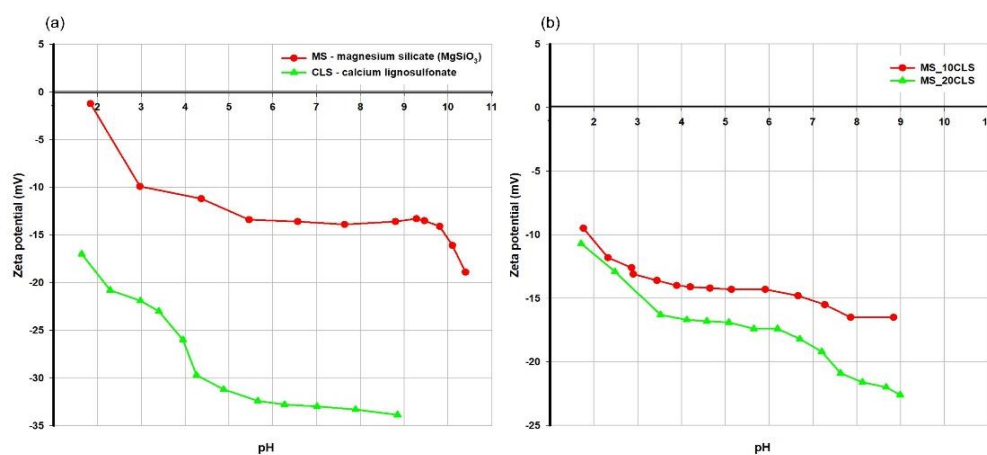 (a)
5
0
-5
-10
-15
-20
-25
-30
-35
2 3 4 5 6 7 8 9 10 11
Zeta potential (mV)
pH
MS - magnesium silicate (MgSiO₃)
CLS - calcium lignosulfonate
(b)
5
0
-5
-10
-15
-20
-25
2 3 4 5 6 7 8 9 10 11
Zeta potential (mV)
pH
MS_10CLS
MS_20CLS